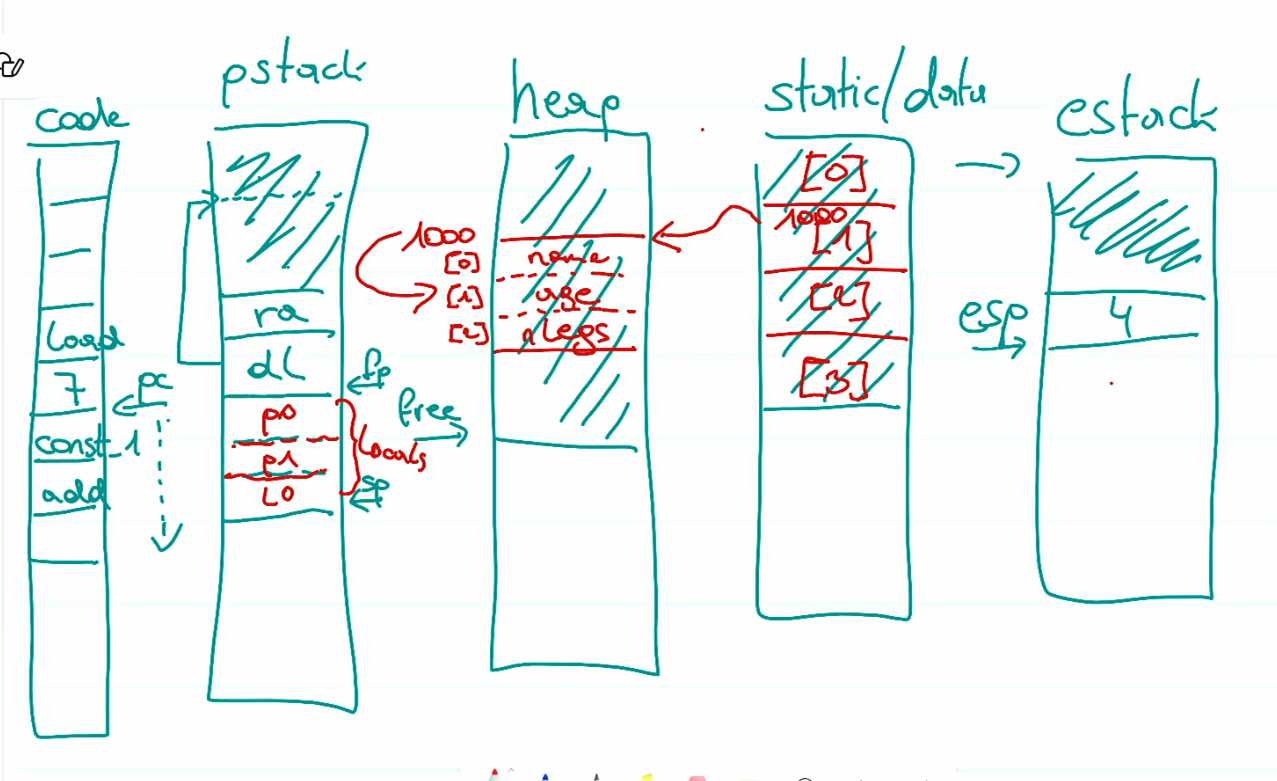 code
pstack
heap
static/data
estack
load
7
const_1
add
pc
ra
dl
fp
p0
p1
L0
locals
sp
free
1000
[0]
name
[1]
age
[2]
nLegs
[0]
1000
[1]
[2]
[3]
esp
4